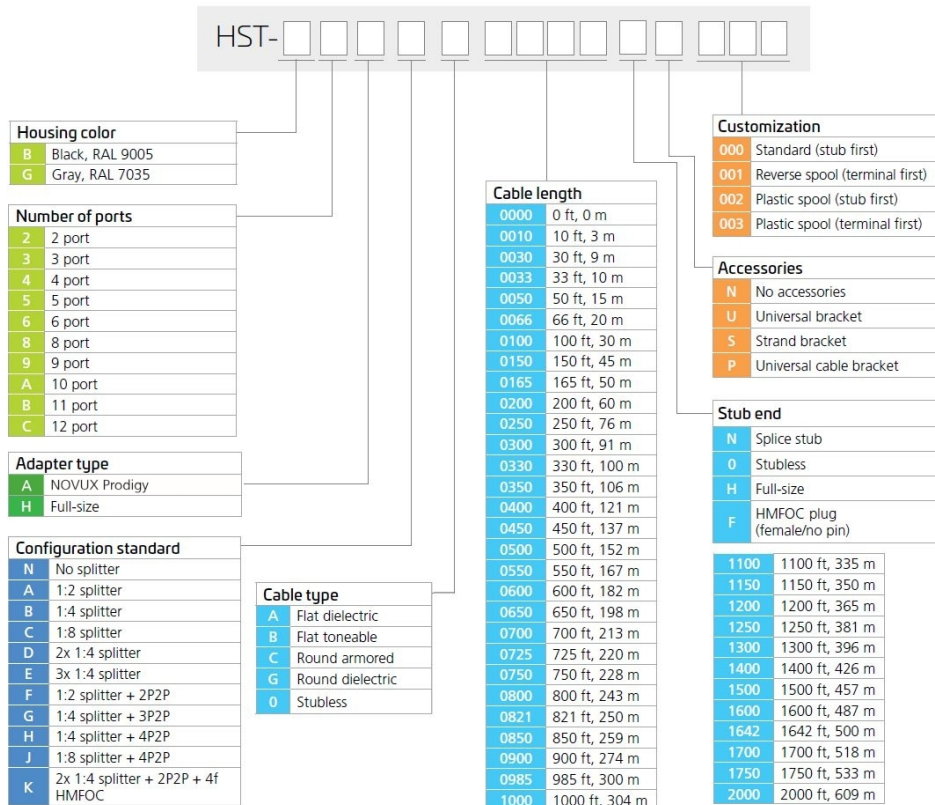 HST-
Housing color
B Black, RAL 9005
G Gray, RAL 7035
Number of ports
2 2 port
3 3 port
4 4 port
5 5 port
6 6 port
8 8 port
9 9 port
A 10 port
B 11 port
C 12 port
Adapter type
A NOVUX Prodigy
H Full-size
Configuration standard
N No splitter
A 1:2 splitter
B 1:4 splitter
C 1:8 splitter
D 2x 1:4 splitter
E 3x 1:4 splitter
F 1:2 splitter + 2P2P
G 1:4 splitter + 3P2P
H 1:4 splitter + 4P2P
J 1:8 splitter + 4P2P
K 2x 1:4 splitter + 2P2P + 4f
HMFOC
Cable type
A Flat dielectric
B Flat toneable
C Round armored
G Round dielectric
0 Stubless
Cable length
0000 0 ft, 0 m
0010 10 ft, 3 m
0030 30 ft, 9 m
0033 33 ft, 10 m
0050 50 ft, 15 m
0066 66 ft, 20 m
0100 100 ft, 30 m
0150 150 ft, 45 m
0165 165 ft, 50 m
0200 200 ft, 60 m
0250 250 ft, 76 m
0300 300 ft, 91 m
0330 330 ft, 100 m
0350 350 ft, 106 m
0400 400 ft, 121 m
0450 450 ft, 137 m
0500 500 ft, 152 m
0550 550 ft, 167 m
0600 600 ft, 182 m
0650 650 ft, 198 m
0700 700 ft, 213 m
0725 725 ft, 220 m
0750 750 ft, 228 m
0800 800 ft, 243 m
0821 821 ft, 250 m
0850 850 ft, 259 m
0900 900 ft, 274 m
0985 985 ft, 300 m
1000 1000 ft, 304 m
Customization
000 Standard (stub first)
001 Reverse spool (terminal first)
002 Plastic spool (stub first)
003 Plastic spool (terminal first)
Accessories
N No accessories
U Universal bracket
S Strand bracket
P Universal cable bracket
Stub end
N Splice stub
0 Stubless
H Full-size
F HMFOC plug
(female/no pin)
1100 1100 ft, 335 m
1150 1150 ft, 350 m
1200 1200 ft, 365 m
1250 1250 ft, 381 m
1300 1300 ft, 396 m
1400 1400 ft, 426 m
1500 1500 ft, 457 m
1600 1600 ft, 487 m
1642 1642 ft, 500 m
1700 1700 ft, 518 m
1750 1750 ft, 533 m
2000 2000 ft, 609 m